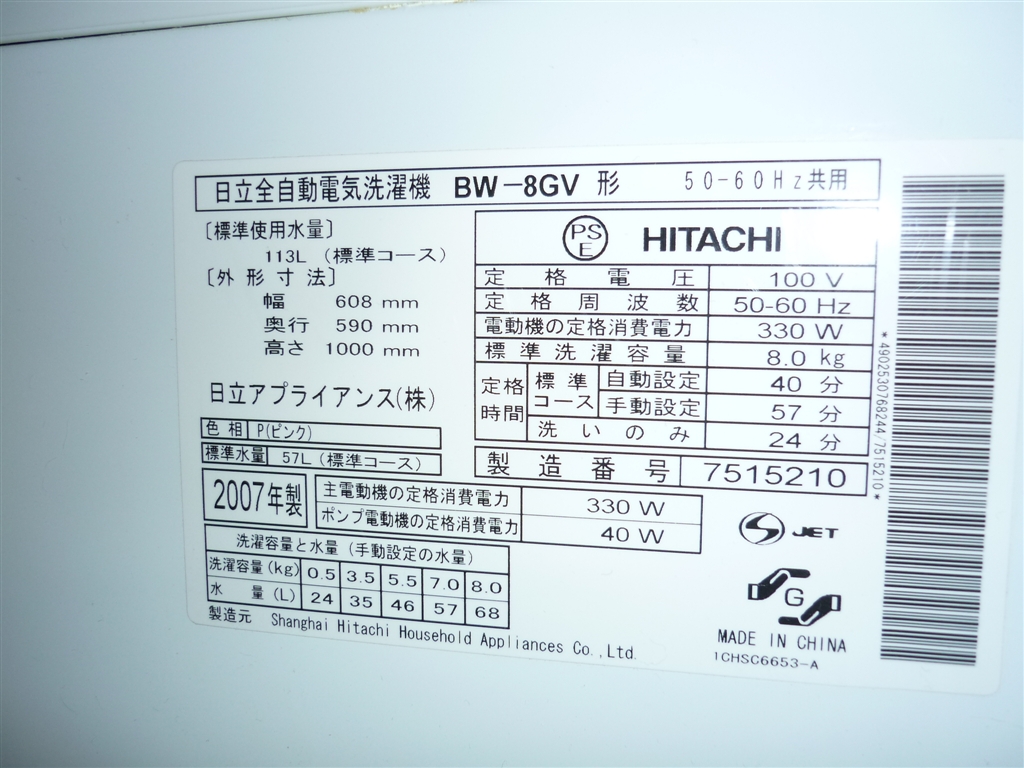 日立全自動電気洗濯機 BW-8GV 形 50-60Hz共用
〔標準使用水量〕
113L (標準コース)
〔外形寸法〕
幅 608 mm
奥行 590 mm
高さ 1000 mm
日立アプライアンス(株)
色相 P(ピンク)
標準水量 57L(標準コース)
2007年製
PS
E
HITACHI
定格電圧 100 V
定格周波数 50-60 Hz
電動機の定格消費電力 330 W
標準洗濯容量 8.0 kg
定格時間 標準コース 自動設定 40 分
手動設定 57 分
洗いのみ 24 分
製造番号 7515210
主電動機の定格消費電力 330 W
ポンプ電動機の定格消費電力 40 W
洗濯容量と水量(手動設定の水量)
洗濯容量(kg) 0.5 3.5 5.5 7.0 8.0
水量(L) 24 35 46 57 68
製造元 Shanghai Hitachi Household Appliances Co.,Ltd.
S JET
G
MADE IN CHINA
1CHSC6653-A
*4902530768244/7515210*